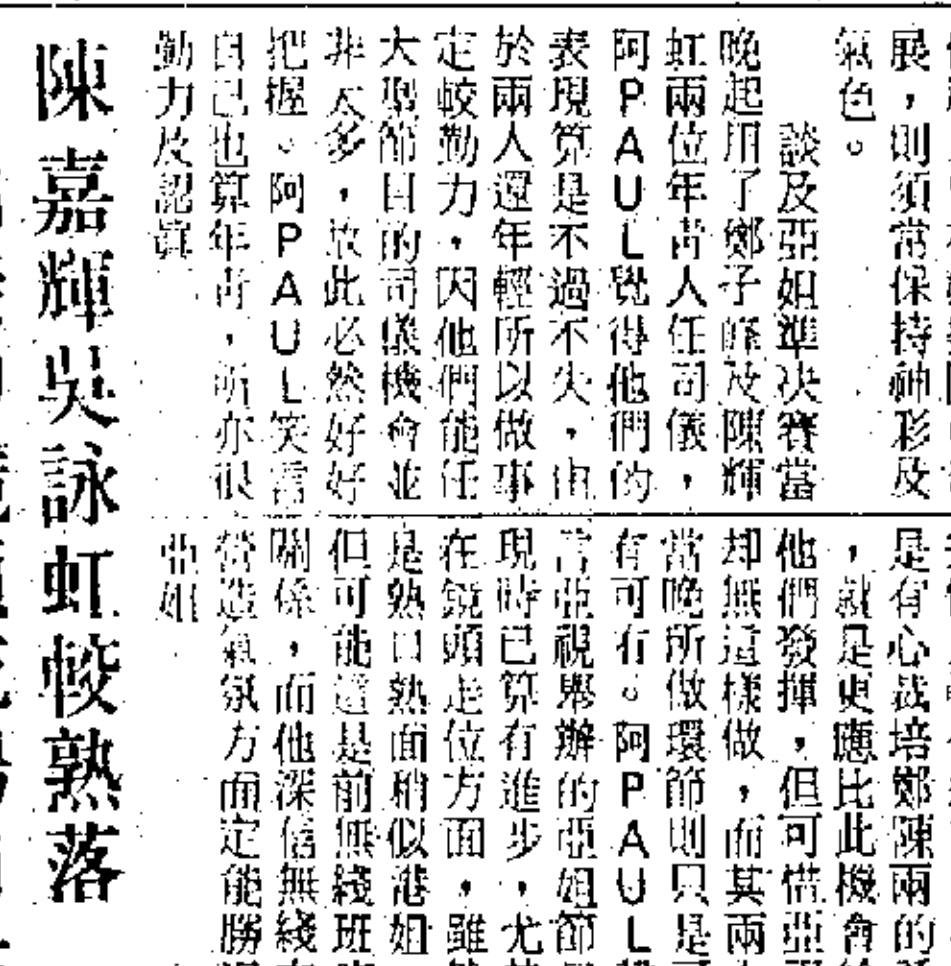 展，則須常保持神彩及
氣色。
談及亞姐準决賽當
晚起用了鄭子及陳輝
虹兩位年青人任司儀，
阿PAUL覺得他們的
表現算是不過不失，由
於兩人還年輕所以做事
定較勤力，因他們能任
大型節目的司儀機會並
非太多，故此必然好好
把握。阿PAUL笑言
自己也算年青，所亦很
勤力及認眞
是有心栽培鄭陳兩的
，就是更應比此機會
他們發揮，但可惜亞
却無這樣做，而其兩
當晚所做環節則只是
有可有。阿PAUL
言亞視舉辦的亞姐節
現時已算有進步，尤
在鏡頭走位方面，雖
是熟口熟面稍似港姐
但可能這是前無綫班
關係，而他深信無綫
營造氣氛方面定能勝
亞姐
陳嘉輝吳詠虹較熟落